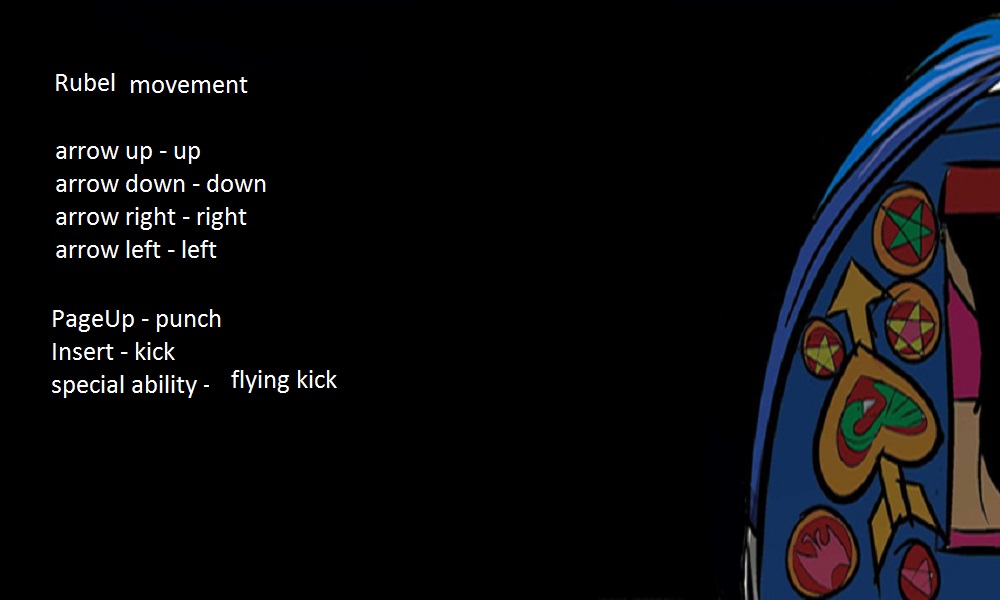 Rubel movement
arrow up - up
arrow down - down
arrow right - right
arrow left - left
PageUp - punch
Insert - kick
special ability - flying kick